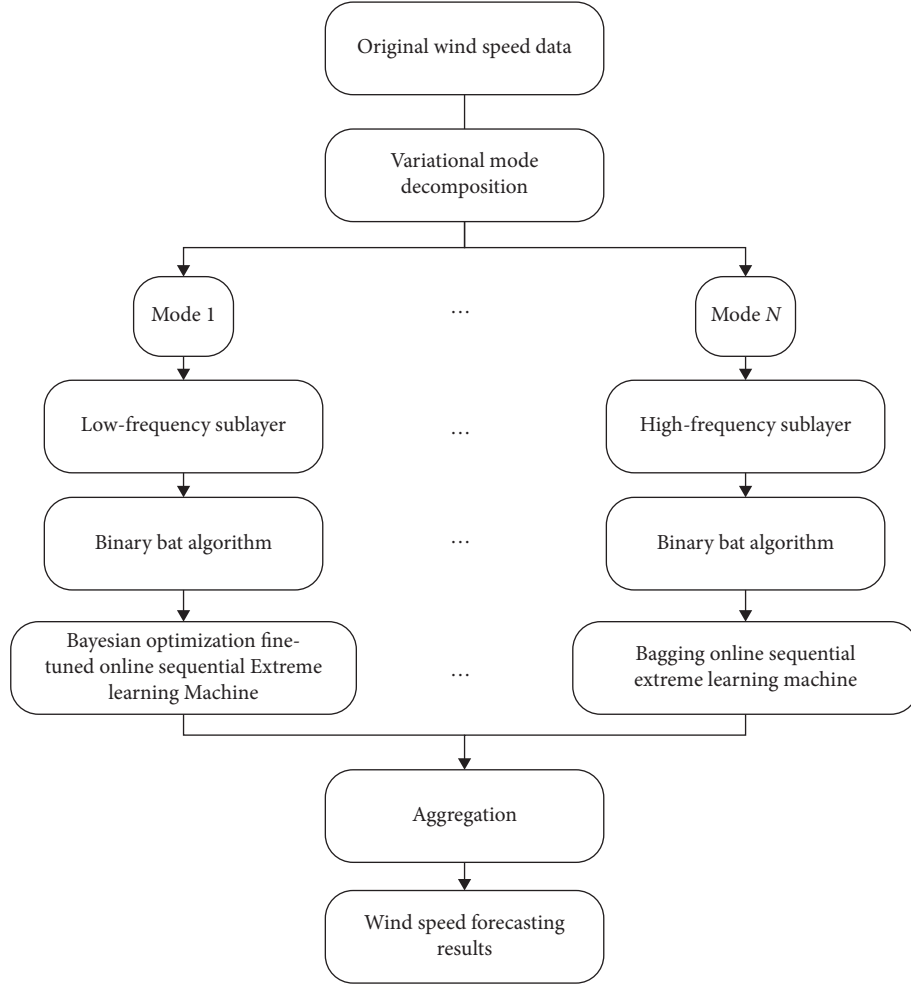 Original wind speed data
Variational mode
decomposition
Mode 1
...
Mode N
Low-frequency sublayer
...
High-frequency sublayer
Binary bat algorithm
...
Binary bat algorithm
Bayesian optimization fine-
tuned online sequential Extreme
learning Machine
...
Bagging online sequential
extreme learning machine
Aggregation
Wind speed forecasting
results